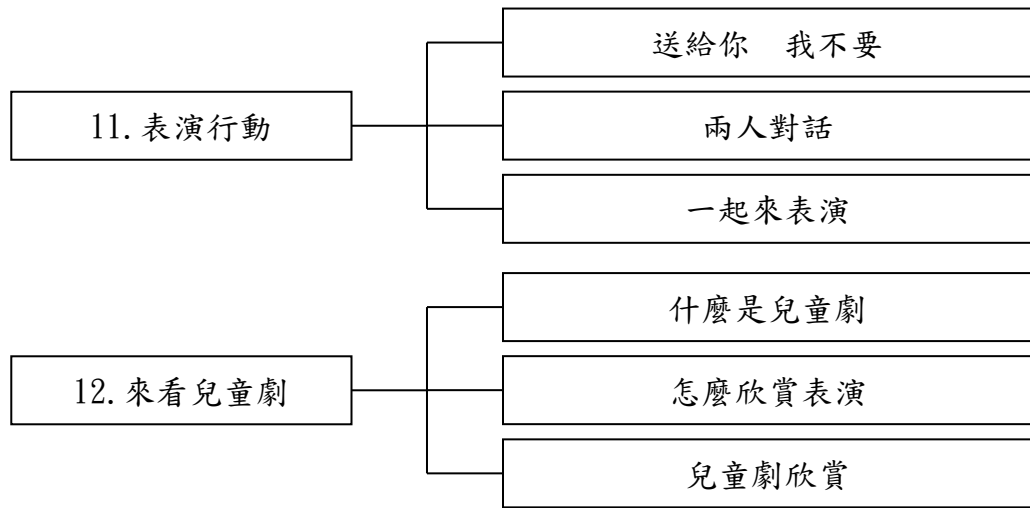 11.表演行動
送給你　我不要
兩人對話
一起來表演
12.來看兒童劇
什麼是兒童劇
怎麼欣賞表演
兒童劇欣賞